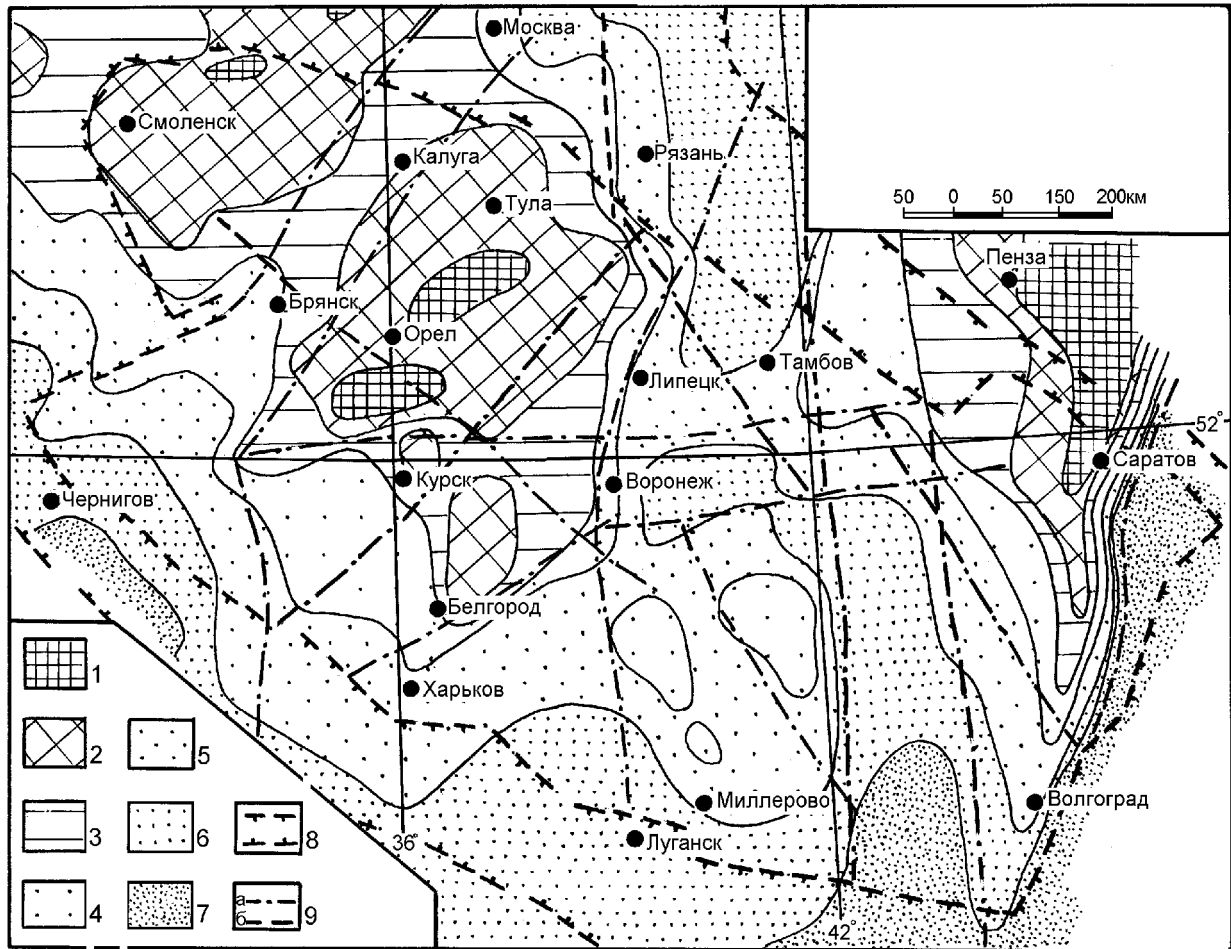 Москва
Смоленск
Калуга
Рязань
Тула
50 0 50 150 200км
Пенза
Брянск
Орел
Липецк
Тамбов
52°
Саратов
Курск
Воронеж
Чернигов
Белгород
Харьков
Миллерово
Волгоград
Луганск
36°
42°
1
2
5
3
6
8
4
7
а
б
9